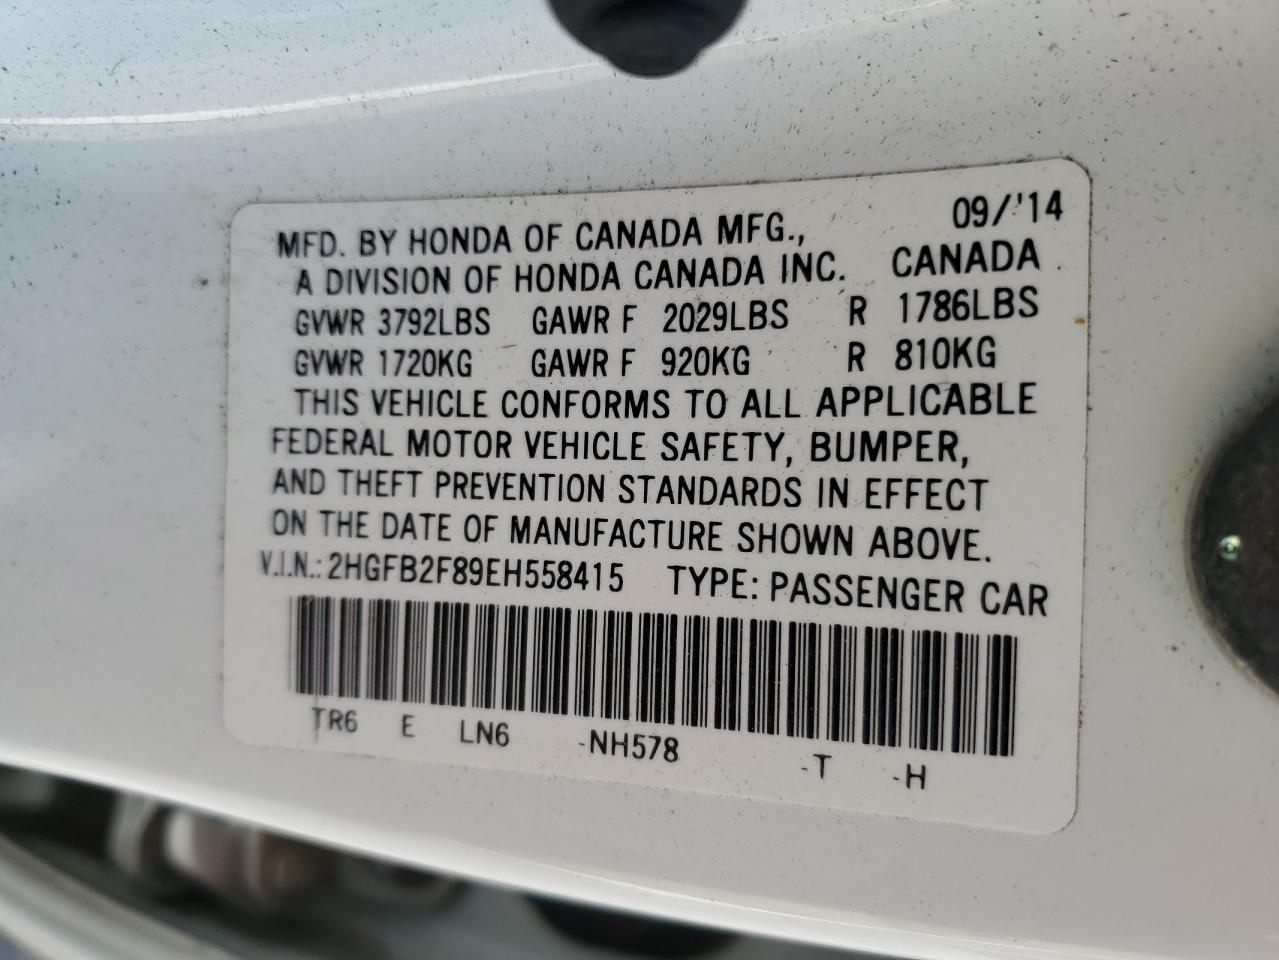 09/'14
MFD. BY HONDA OF CANADA MFG.,
A DIVISION OF HONDA CANADA INC. CANADA
GVWR 3792LBS GAWR F 2029LBS R 1786LBS
GVWR 1720KG GAWR F 920KG R 810KG
THIS VEHICLE CONFORMS TO ALL APPLICABLE
FEDERAL MOTOR VEHICLE SAFETY, BUMPER,
AND THEFT PREVENTION STANDARDS IN EFFECT
ON THE DATE OF MANUFACTURE SHOWN ABOVE.
V.I.N.: 2HGFB2F89EH558415 TYPE: PASSENGER CAR
TR6 E LN6 -NH578 -T -H